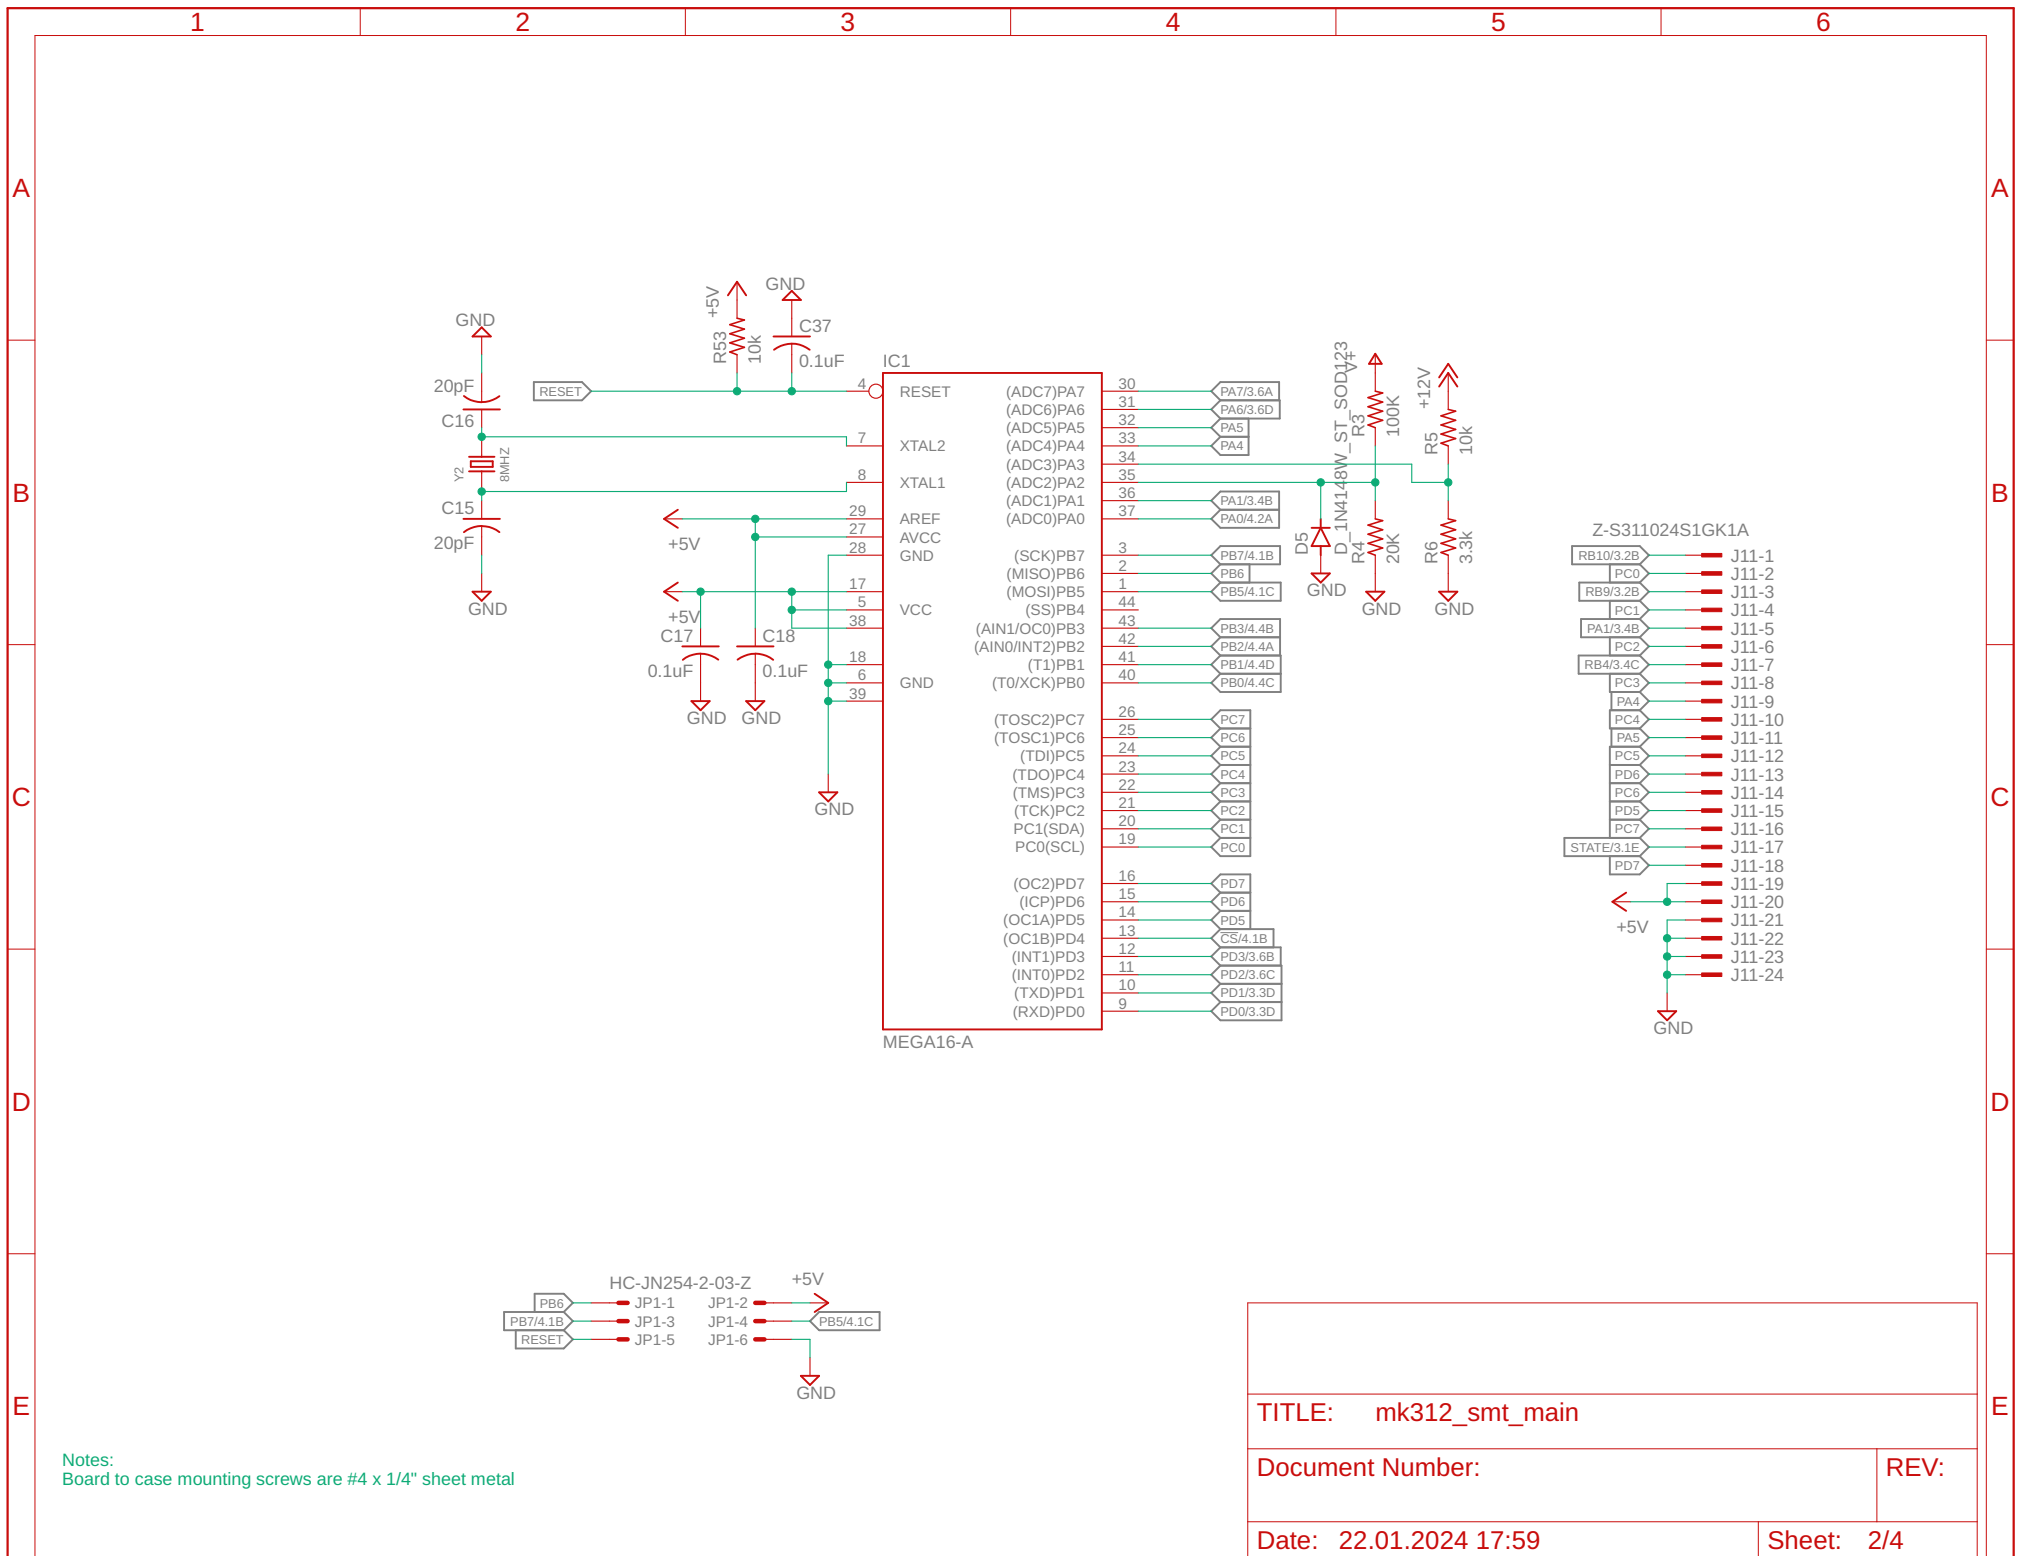 1 2 3 4 5 6
A A
B B
C C
D D
E E
GND
20pF
C16
Y2
8MHZ
C15
20pF
GND
RESET
+5V
R53
10k
GND
C37
0.1uF
+5V
+5V
C17
0.1uF
GND
C18
0.1uF
GND
GND
IC1
4 RESET
7 XTAL2
8 XTAL1
29 AREF
27 AVCC
28 GND
17
5 VCC
38
18
6 GND
39
(ADC7)PA7 30 PA7/3.6A
(ADC6)PA6 31 PA6/3.6D
(ADC5)PA5 32 PA5
(ADC4)PA4 33 PA4
(ADC3)PA3 34
(ADC2)PA2 35
(ADC1)PA1 36 PA1/3.4B
(ADC0)PA0 37 PA0/4.2A
(SCK)PB7 3 PB7/4.1B
(MISO)PB6 2 PB6
(MOSI)PB5 1 PB5/4.1C
(SS)PB4 44
(AIN1/OC0)PB3 43 PB3/4.4B
(AIN0/INT2)PB2 42 PB2/4.4A
(T1)PB1 41 PB1/4.4D
(T0/XCK)PB0 40 PB0/4.4C
(TOSC2)PC7 26 PC7
(TOSC1)PC6 25 PC6
(TDI)PC5 24 PC5
(TDO)PC4 23 PC4
(TMS)PC3 22 PC3
(TCK)PC2 21 PC2
PC1(SDA) 20 PC1
PC0(SCL) 19 PC0
(OC2)PD7 16 PD7
(ICP)PD6 15 PD6
(OC1A)PD5 14 PD5
(OC1B)PD4 13 CS/4.1B
(INT1)PD3 12 PD3/3.6B
(INT0)PD2 11 PD2/3.6C
(TXD)PD1 10 PD1/3.3D
(RXD)PD0 9 PD0/3.3D
MEGA16-A
D5
D_1N4148W_ST_SOD123
GND
V+
R3
100K
R4
20K
GND
+12V
R5
10k
R6
3.3k
GND
Z-S311024S1GK1A
RB10/3.2B J11-1
PC0 J11-2
RB9/3.2B J11-3
PC1 J11-4
PA1/3.4B J11-5
PC2 J11-6
RB4/3.4C J11-7
PC3 J11-8
PA4 J11-9
PC4 J11-10
PA5 J11-11
PC5 J11-12
PD6 J11-13
PC6 J11-14
PD5 J11-15
PC7 J11-16
STATE/3.1E J11-17
PD7 J11-18
J11-19
J11-20
+5V
J11-21
J11-22
J11-23
J11-24
GND
HC-JN254-2-03-Z +5V
PB6 JP1-1 JP1-2
PB7/4.1B JP1-3 JP1-4 PB5/4.1C
RESET JP1-5 JP1-6
GND
Notes:
Board to case mounting screws are #4 x 1/4" sheet metal
TITLE: mk312_smt_main
Document Number: REV:
Date: 22.01.2024 17:59 Sheet: 2/4